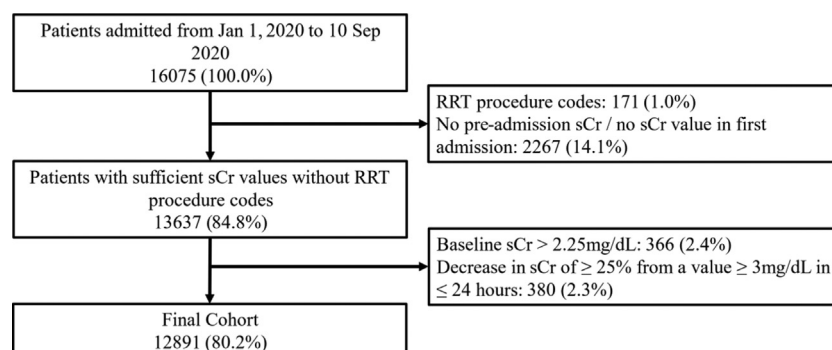 Patients admitted from Jan 1, 2020 to 10 Sep
2020
16075 (100.0%)
RRT procedure codes: 171 (1.0%)
No pre-admission sCr / no sCr value in first
admission: 2267 (14.1%)
Patients with sufficient sCr values without RRT
procedure codes
13637 (84.8%)
Baseline sCr > 2.25mg/dL: 366 (2.4%)
Decrease in sCr of ≥ 25% from a value ≥ 3mg/dL in
≤ 24 hours: 380 (2.3%)
Final Cohort
12891 (80.2%)